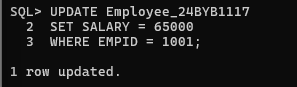 SQL> UPDATE Employee_24BYB1117
  2  SET SALARY = 65000
  3  WHERE EMPID = 1001;
1 row updated.